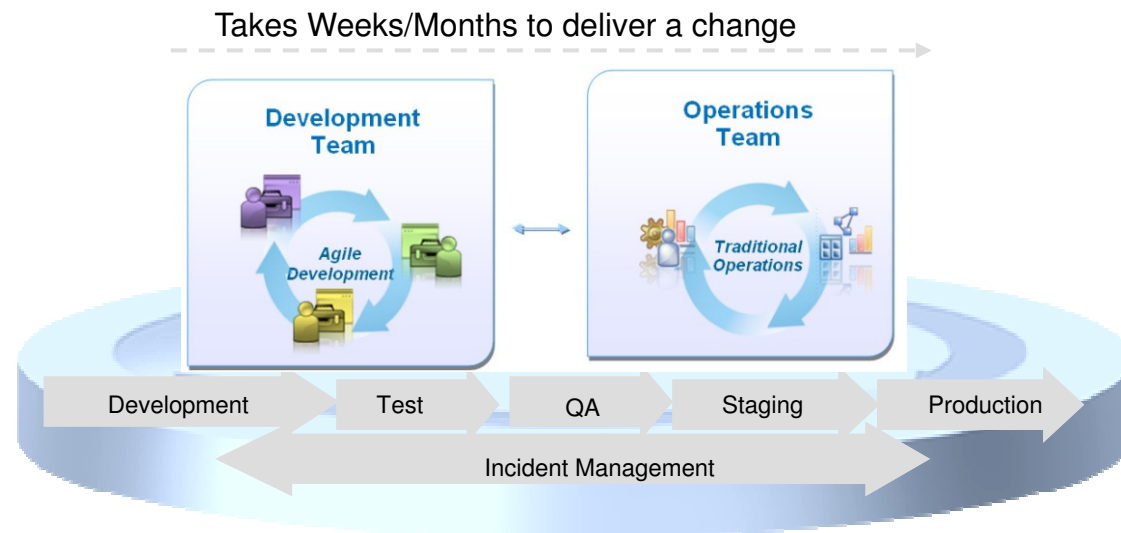 Takes Weeks/Months to deliver a change
Development
Team
Agile
Development
Operations
Team
Traditional
Operations
Development
Test
QA
Staging
Production
Incident Management